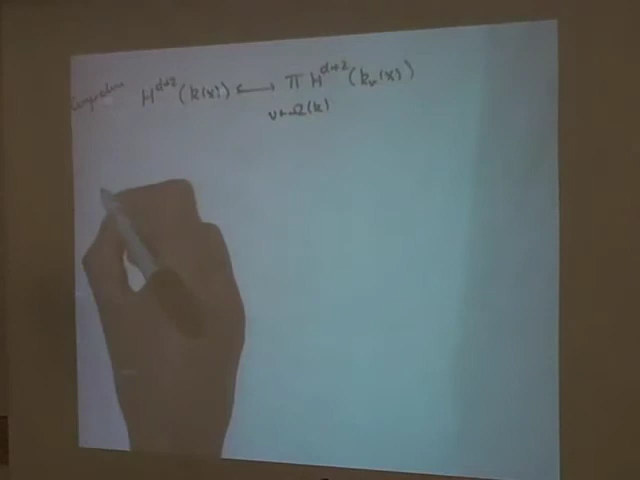 Conjecture H^{d+2}(k(X)) ↪ ∏ H^{d+2}(k_v(X))
v∈Ω(k)